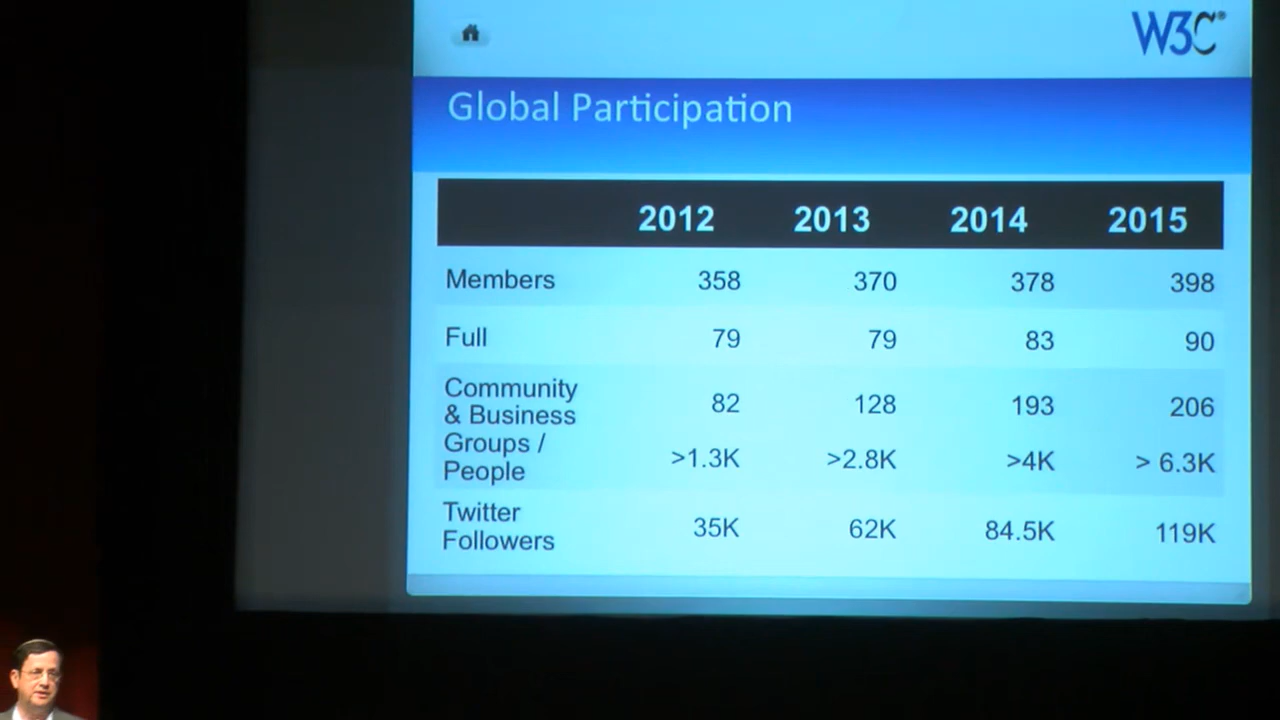 W3C®
Global Participation
2012 2013 2014 2015
Members 358 370 378 398
Full 79 79 83 90
Community
& Business 82 128 193 206
Groups /
People >1.3K >2.8K >4K > 6.3K
Twitter
Followers 35K 62K 84.5K 119K